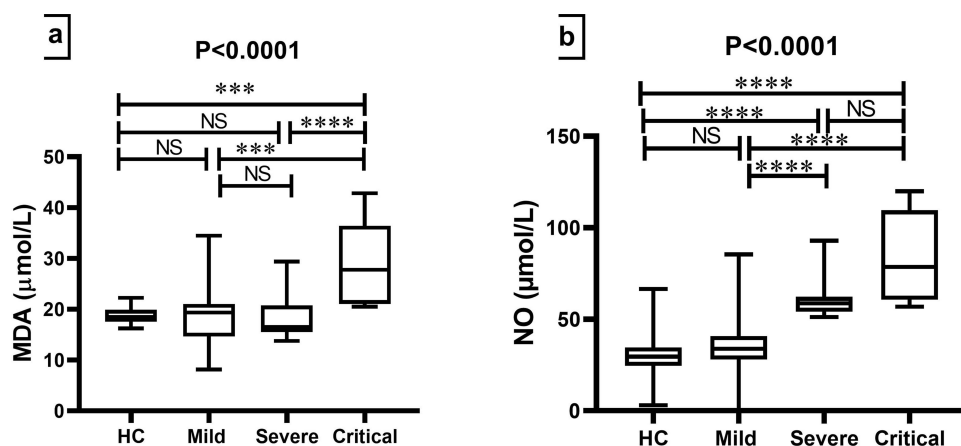 a
P<0.0001
***
NS
****
NS
***
NS
50
40
30
20
10
0
MDA (μmol/L)
HC Mild Severe Critical
b
P<0.0001
****
****
NS
NS
****
****
150
100
50
0
NO (μmol/L)
HC Mild Severe Critical